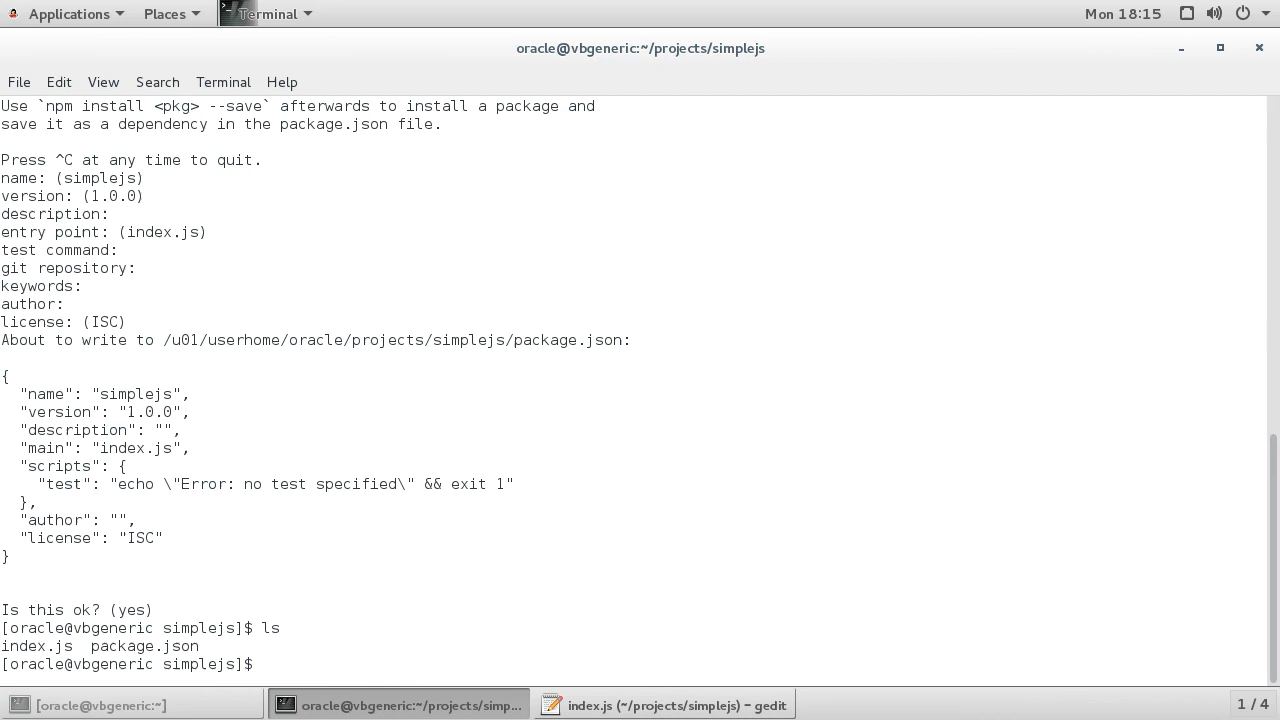 Applications Places Terminal Mon 18:15
oracle@vbgeneric:~/projects/simplejs
File Edit View Search Terminal Help
Use `npm install <pkg> --save` afterwards to install a package and
save it as a dependency in the package.json file.
Press ^C at any time to quit.
name: (simplejs)
version: (1.0.0)
description:
entry point: (index.js)
test command:
git repository:
keywords:
author:
license: (ISC)
About to write to /u01/userhome/oracle/projects/simplejs/package.json:
{
"name": "simplejs",
"version": "1.0.0",
"description": "",
"main": "index.js",
"scripts": {
"test": "echo \"Error: no test specified\" && exit 1"
},
"author": "",
"license": "ISC"
}
Is this ok? (yes)
[oracle@vbgeneric simplejs]$ ls
index.js  package.json
[oracle@vbgeneric simplejs]$
[oracle@vbgeneric:~] oracle@vbgeneric:~/projects/simp... index.js (~/projects/simplejs) - gedit 1 / 4